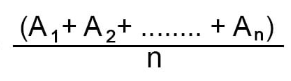 (A₁+ A₂+ ........ + Aₙ)
n